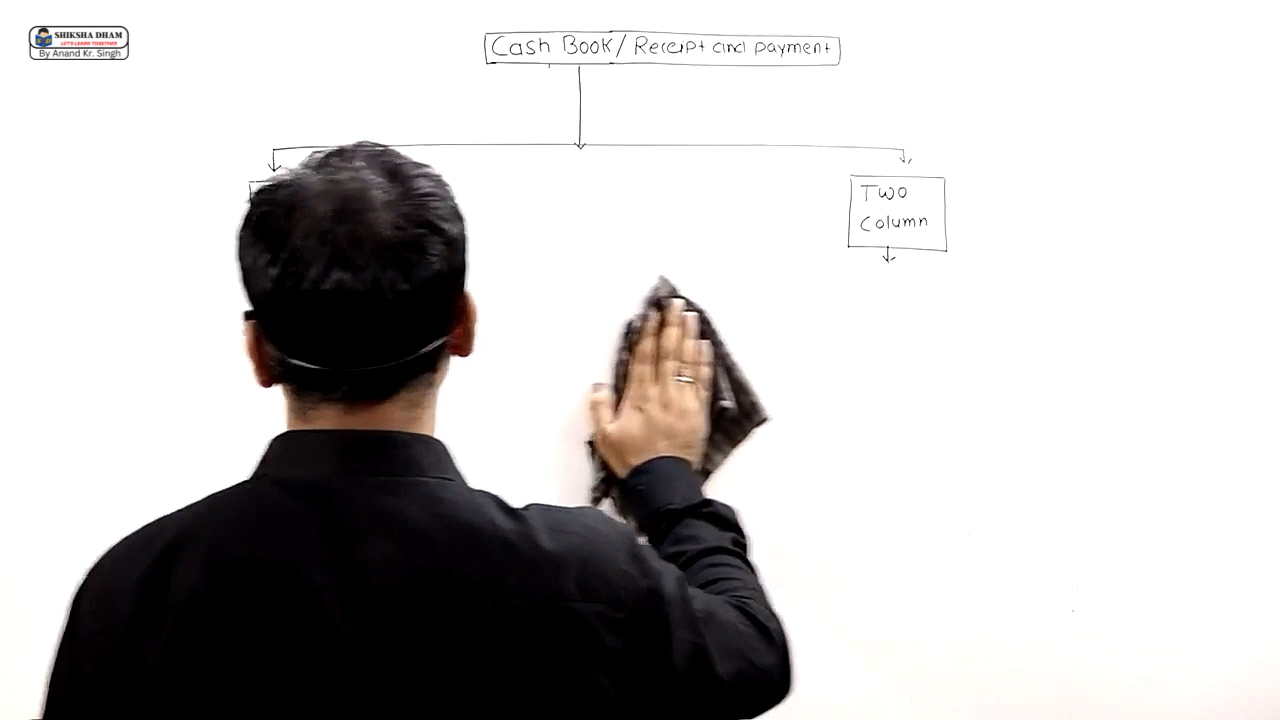 SHIKSHA DHAM
LET'S LEARN TOGETHER
By Anand Kr. Singh
Cash Book/Receipt and payment
Two
Column